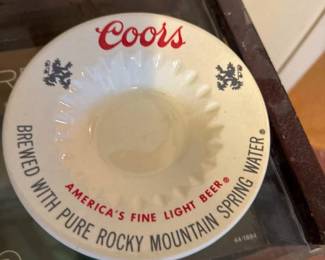 Coors
AMERICA'S FINE LIGHT BEER®
BREWED WITH PURE ROCKY MOUNTAIN SPRING WATER®